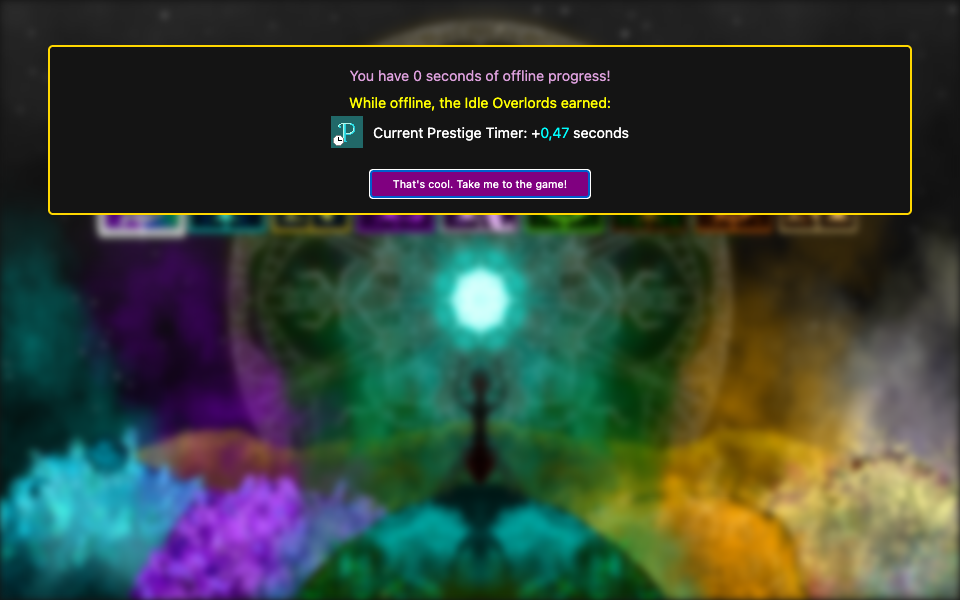 You have 0 seconds of offline progress!
While offline, the Idle Overlords earned:
Current Prestige Timer: +0,47 seconds
That's cool. Take me to the game!